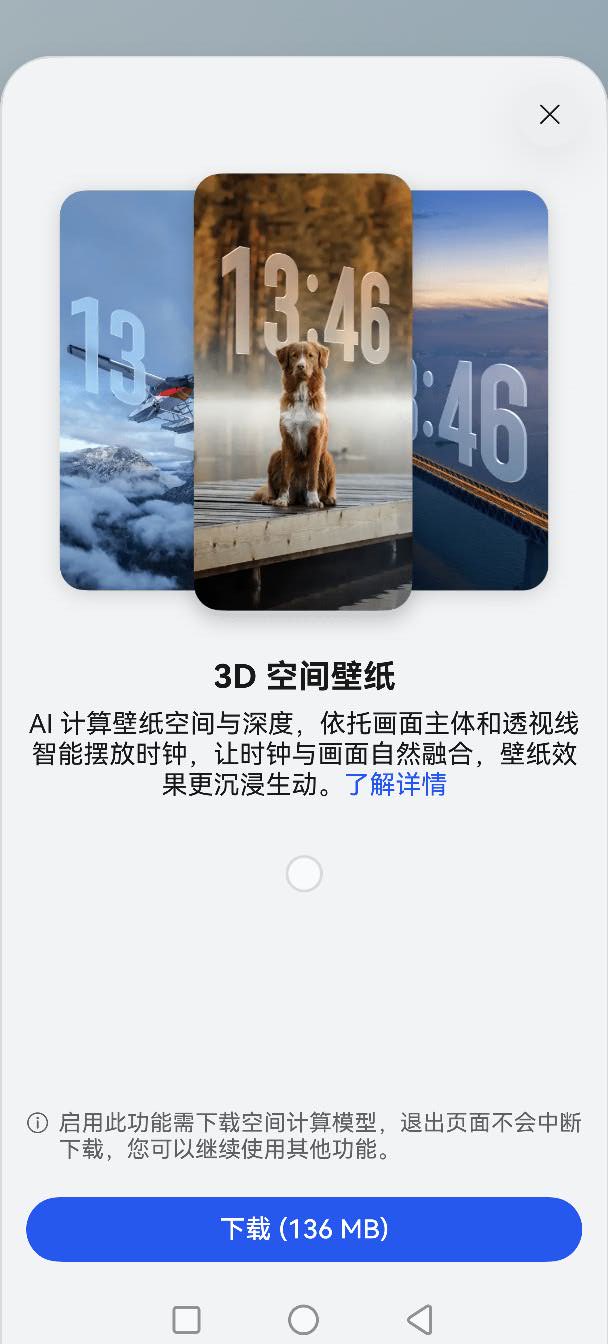 13
13:46
3:46
3D 空间壁纸
AI 计算壁纸空间与深度，依托画面主体和透视线
智能摆放时钟，让时钟与画面自然融合，壁纸效
果更沉浸生动。了解详情
启用此功能需下载空间计算模型，退出页面不会中断
下载，您可以继续使用其他功能。
下载 (136 MB)